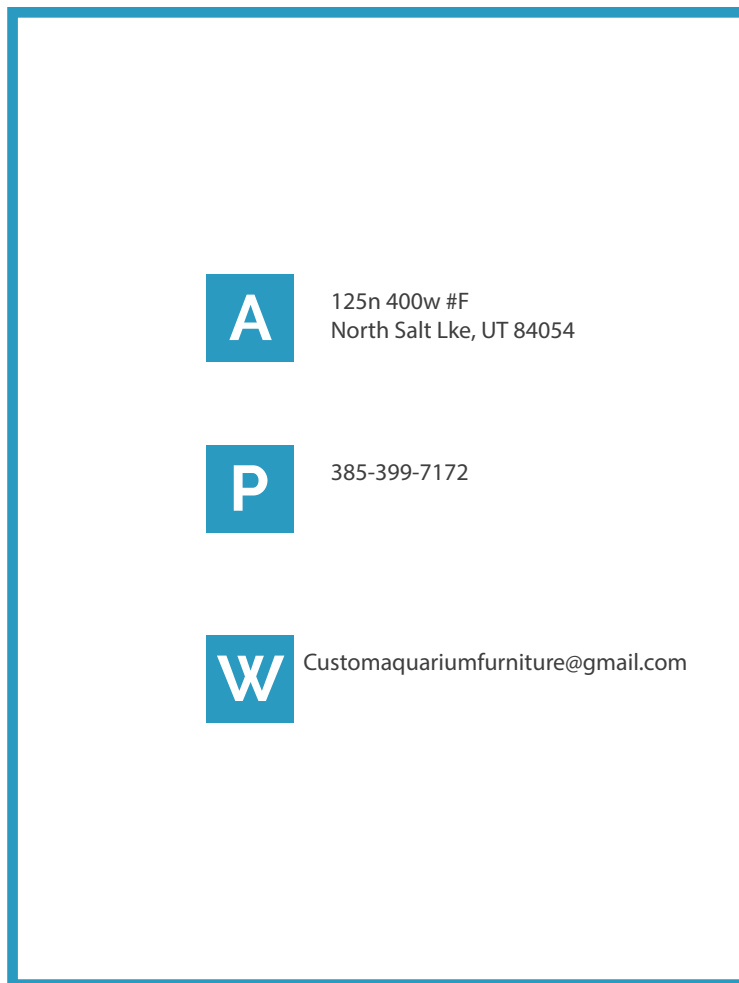 A
125n 400w #F
North Salt Lke, UT 84054
P
385-399-7172
W
Customaquariumfurniture@gmail.com